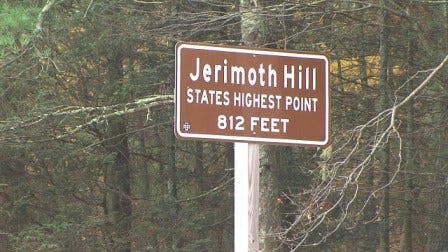 Jerimoth Hill
STATES HIGHEST POINT
812 FEET